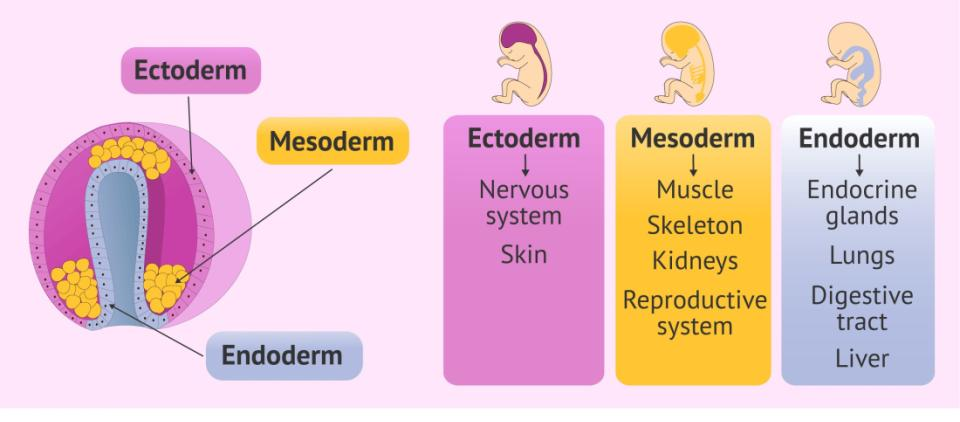 Ectoderm
Mesoderm
Endoderm
Ectoderm
Nervous
system
Skin
Mesoderm
Muscle
Skeleton
Kidneys
Reproductive
system
Endoderm
Endocrine
glands
Lungs
Digestive
tract
Liver